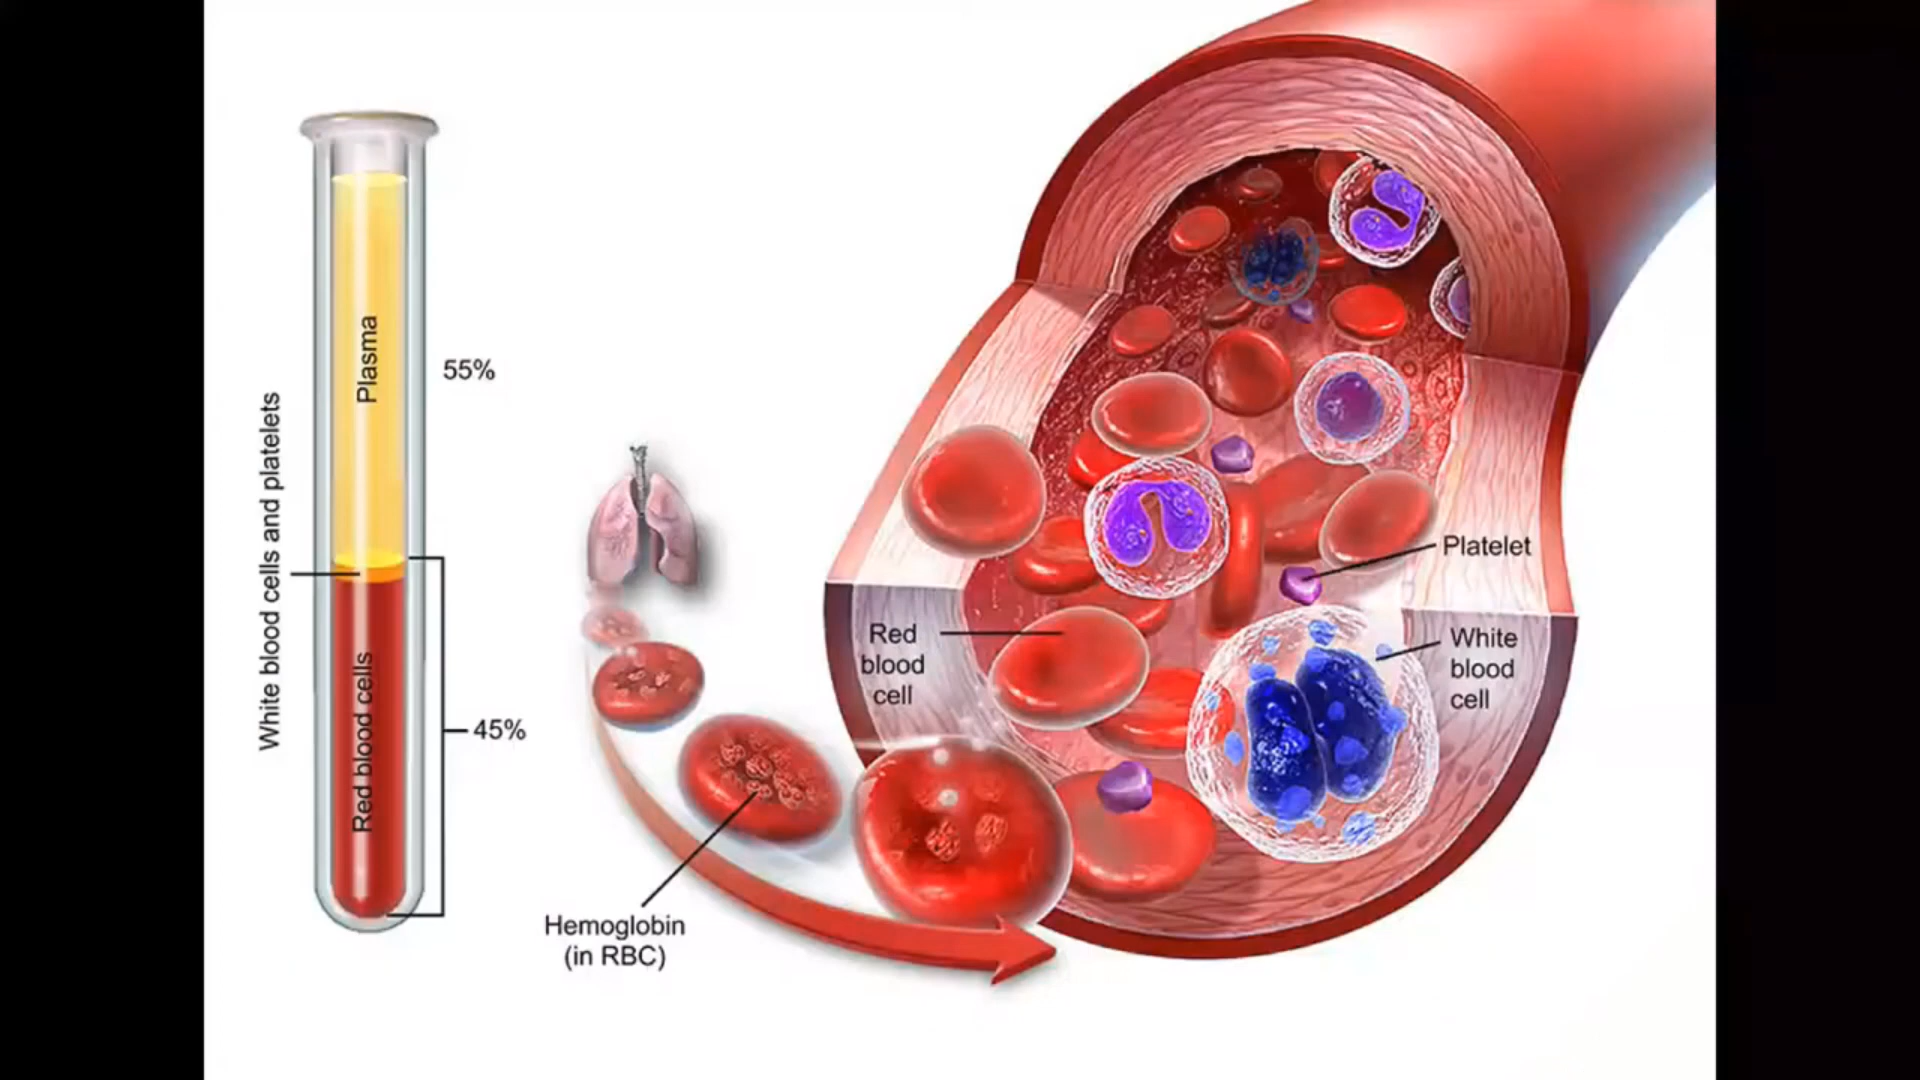 Plasma
55%
White blood cells and platelets
Red blood cells
45%
Hemoglobin
(in RBC)
Red
blood
cell
Platelet
White
blood
cell